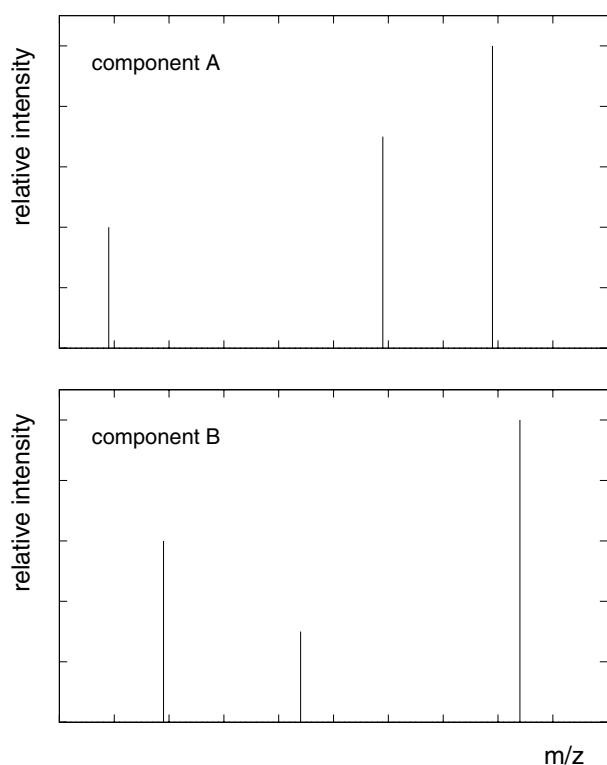 component A
relative intensity
component B
relative intensity
m/z